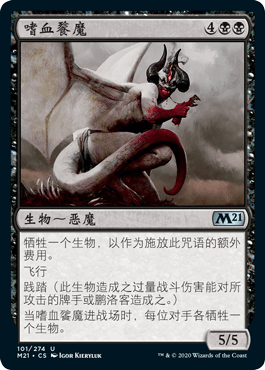 嗜血饕魔 4
生物～恶魔 M21
牺牲一个生物，以作为施放此咒语的额外
费用。
飞行
践踏（此生物造成之过量战斗伤害能对所
攻击的牌手或鹏洛客造成之。）
当嗜血饕魔进战场时，每位对手各牺牲一
个生物。
5/5
101/274 U
M21 • CS IGOR KIERYLUK ™ & © 2020 Wizards of the Coast